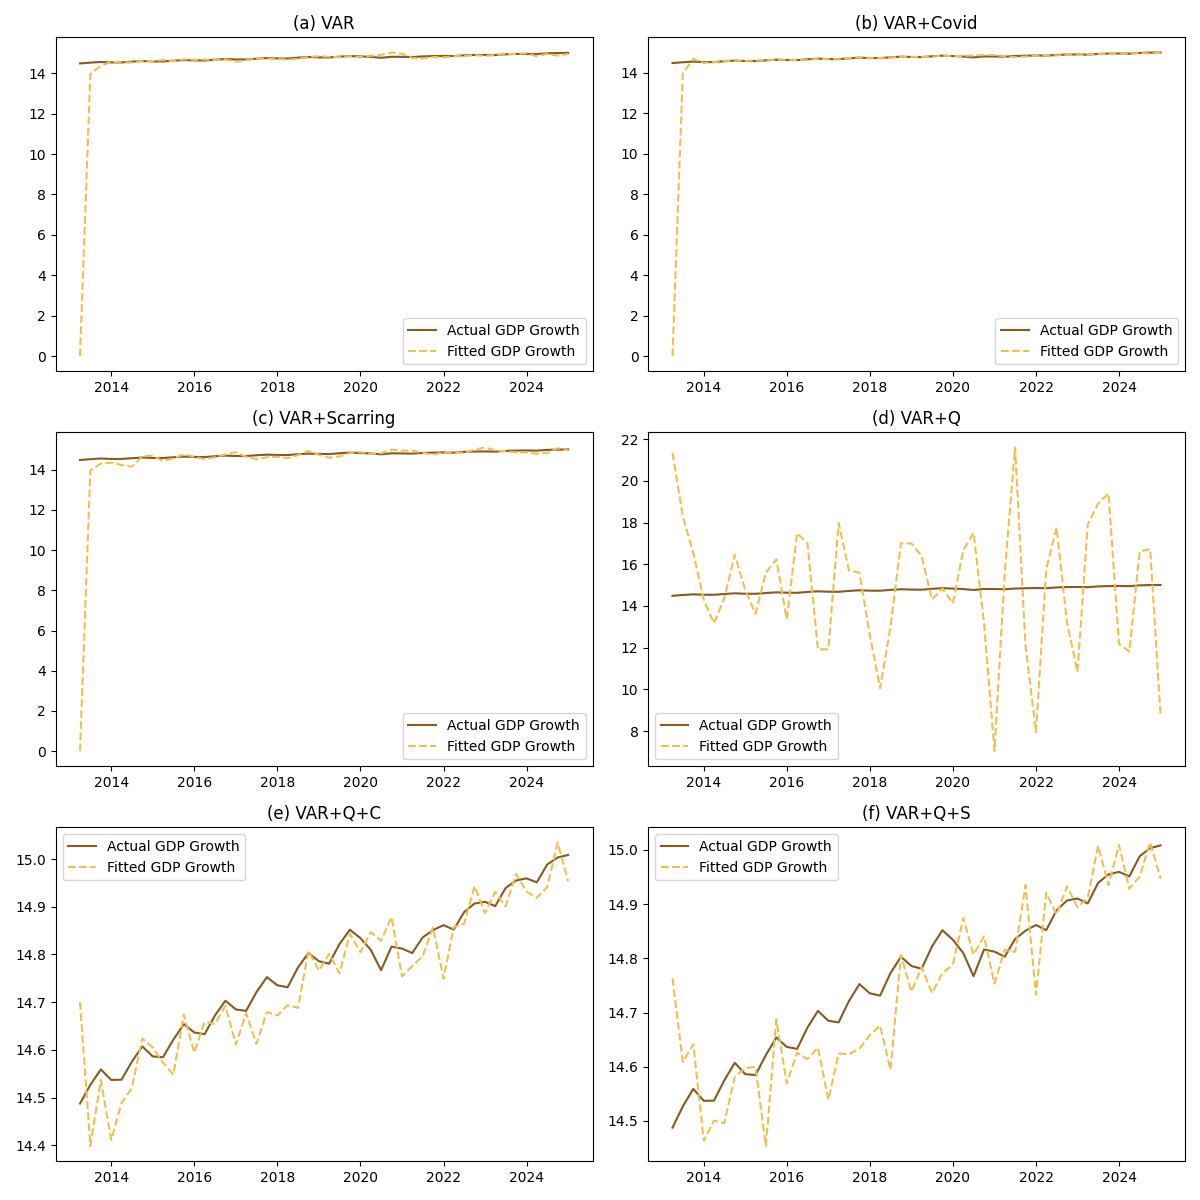 (a) VAR
14
12
10
8
6
4
2
0
Actual GDP Growth
Fitted GDP Growth
2014 2016 2018 2020 2022 2024
(b) VAR+Covid
14
12
10
8
6
4
2
0
Actual GDP Growth
Fitted GDP Growth
2014 2016 2018 2020 2022 2024
(c) VAR+Scarring
14
12
10
8
6
4
2
0
Actual GDP Growth
Fitted GDP Growth
2014 2016 2018 2020 2022 2024
(d) VAR+Q
22
20
18
16
14
12
10
8
Actual GDP Growth
Fitted GDP Growth
2014 2016 2018 2020 2022 2024
(e) VAR+Q+C
Actual GDP Growth
Fitted GDP Growth
15.0
14.9
14.8
14.7
14.6
14.5
14.4
2014 2016 2018 2020 2022 2024
(f) VAR+Q+S
Actual GDP Growth
Fitted GDP Growth
15.0
14.9
14.8
14.7
14.6
14.5
2014 2016 2018 2020 2022 2024